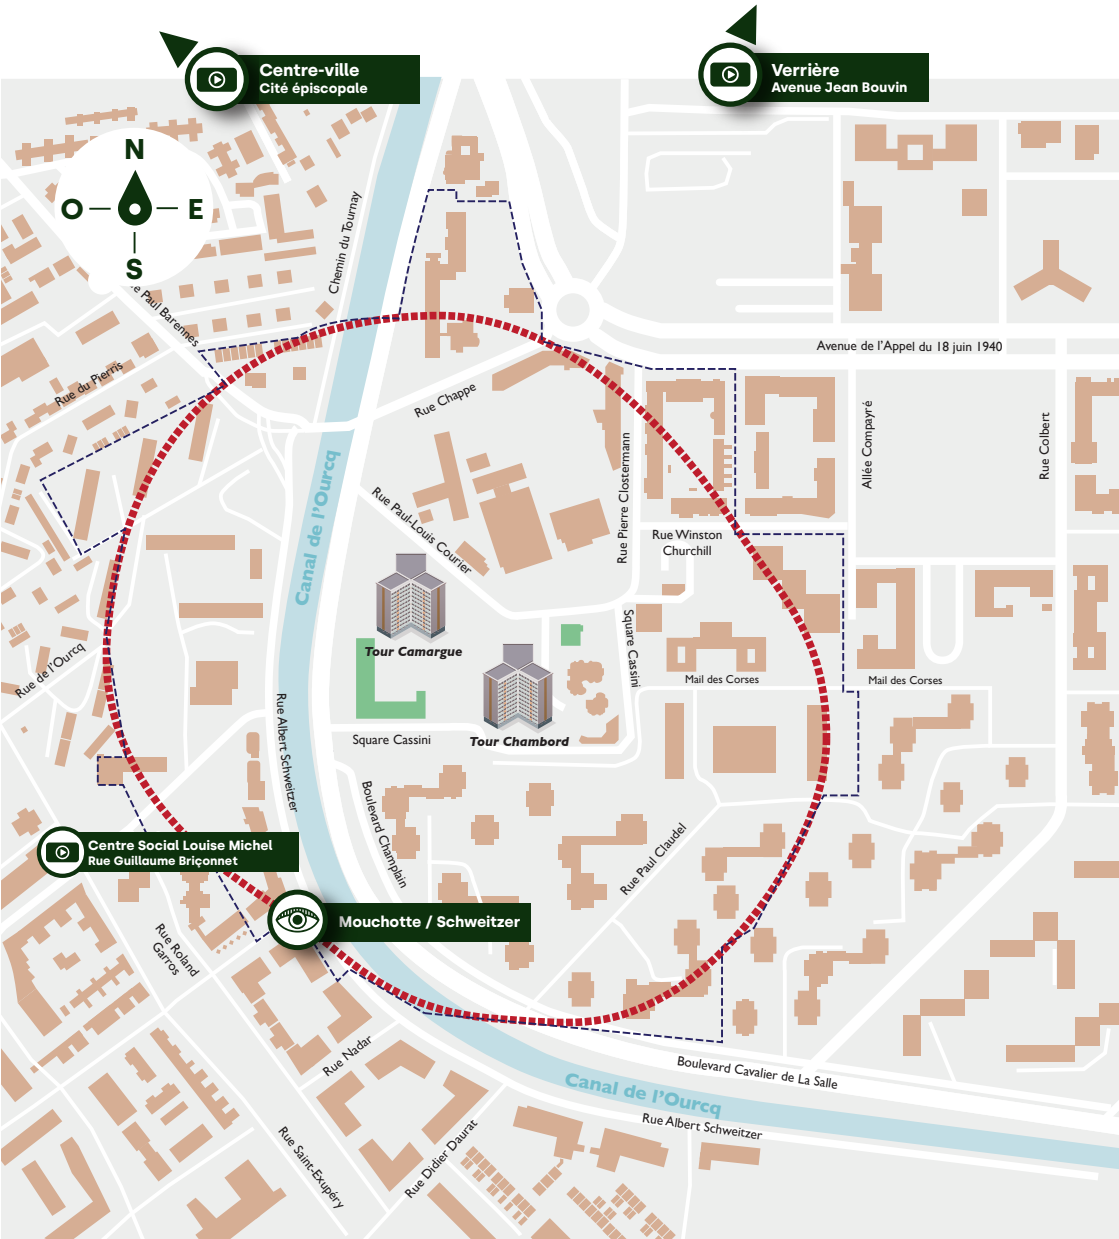 Centre-ville
Cité épiscopale
Verrière
Avenue Jean Bouvin
N
O
E
S
Chemin du Tournay
Paul Barennes
Rue du Pierris
Avenue de l'Appel du 18 juin 1940
Rue Chappe
Allée Compayré
Rue Colbert
Rue Pierre Clostermann
Canal de l'Ourcq
Rue Paul-Louis Courier
Rue Winston
Churchill
Tour Camargue
Square Cassini
Rue de l'Ourcq
Mail des Corses
Mail des Corses
Rue Albert Schweitzer
Square Cassini
Tour Chambord
Boulevard Champlain
Rue Paul Claudel
Centre Social Louise Michel
Rue Guillaume Briçonnet
Mouchotte / Schweitzer
Rue Roland
Garros
Rue Nadar
Boulevard Cavalier de La Salle
Canal de l'Ourcq
Rue Albert Schweitzer
Rue Saint-Exupéry
Rue Didier Daurat